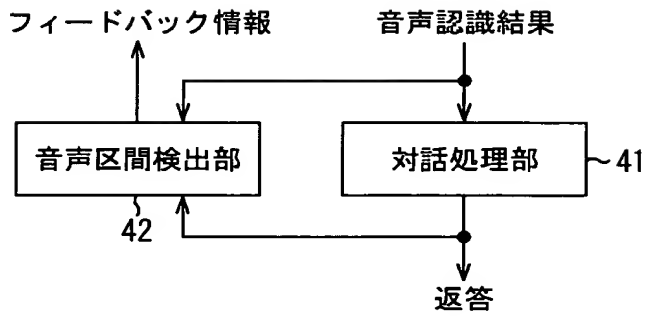 フィードバック情報
音声認識結果
音声区間検出部
対話処理部
41
42
返答